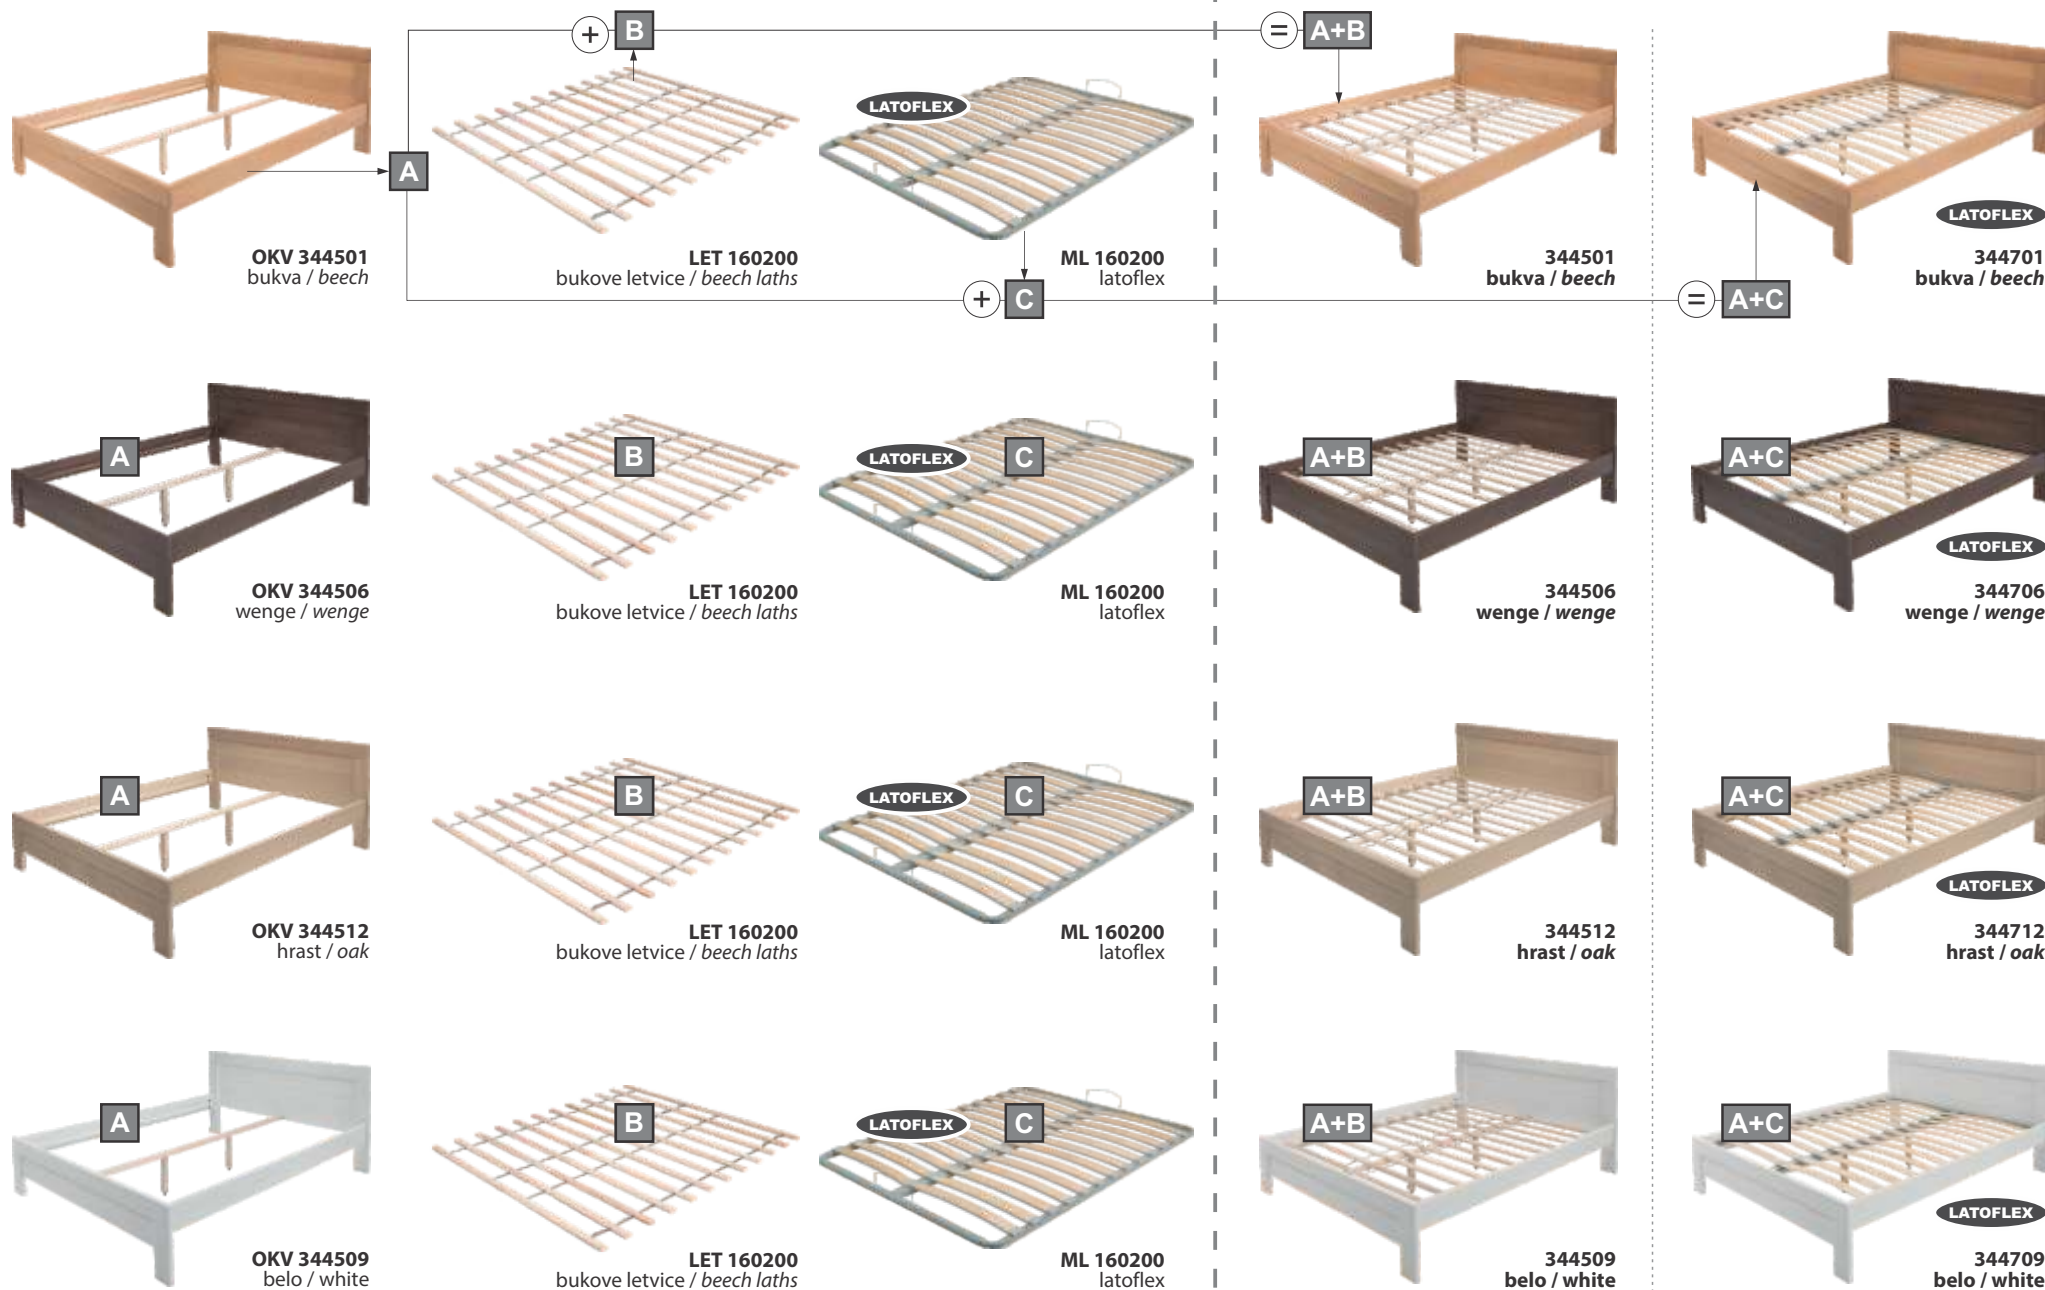 +
B
=
A+B
LATOFLEX
A
OKV 344501
bukva / beech
LET 160200
bukove letvice / beech laths
ML 160200
latoflex
344501
bukva / beech
LATOFLEX
344701
bukva / beech
+
C
=
A+C
A
B
LATOFLEX
C
A+B
A+C
LATOFLEX
OKV 344506
wenge / wenge
LET 160200
bukove letvice / beech laths
ML 160200
latoflex
344506
wenge / wenge
344706
wenge / wenge
A
B
LATOFLEX
C
A+B
A+C
LATOFLEX
OKV 344512
hrast / oak
LET 160200
bukove letvice / beech laths
ML 160200
latoflex
344512
hrast / oak
344712
hrast / oak
A
B
LATOFLEX
C
A+B
A+C
LATOFLEX
OKV 344509
belo / white
LET 160200
bukove letvice / beech laths
ML 160200
latoflex
344509
belo / white
344709
belo / white